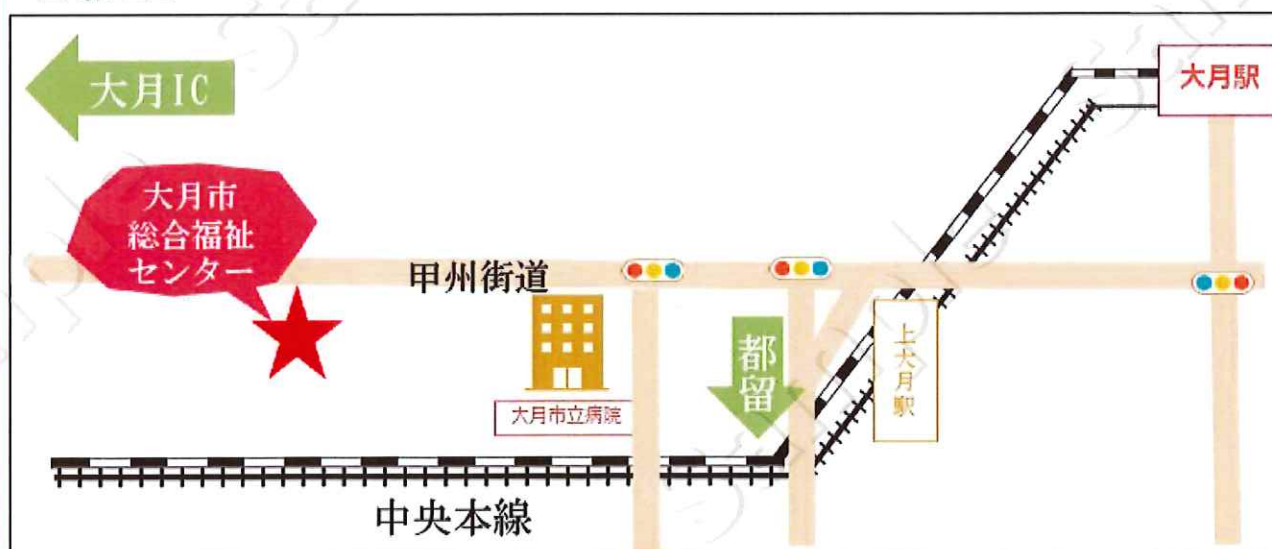 大月IC
大月駅
大月市
総合福祉
センター
甲州街道
都留
上大月駅
大月市立病院
中央本線